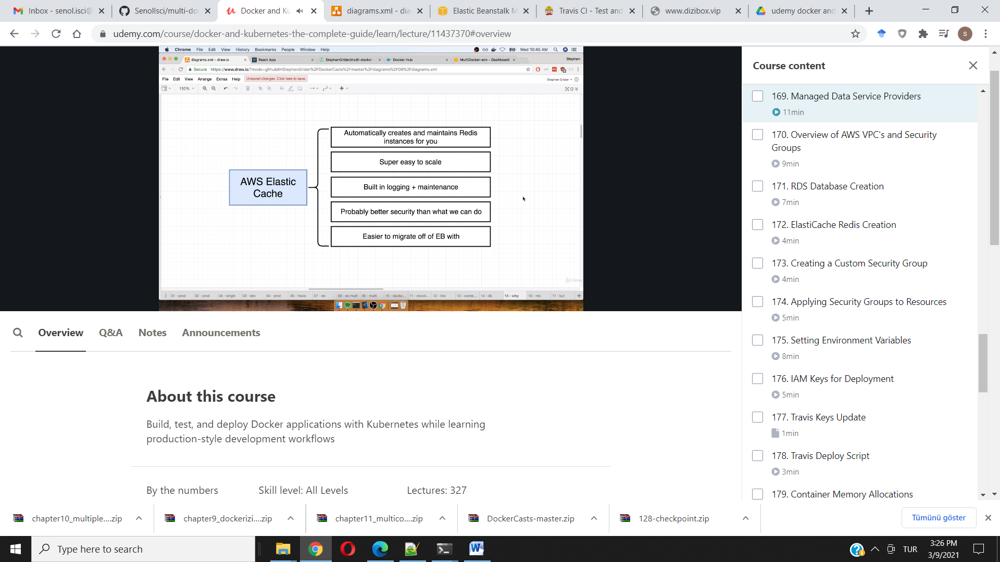 Inbox - senol.isci@
SenolIsci/multi-do
Docker and Ku
diagrams.xml - dia
Elastic Beanstalk M
Travis CI - Test and
www.dizibox.vip
udemy docker and
udemy.com/course/docker-and-kubernetes-the-complete-guide/learn/lecture/11437370#overview
S
Chrome File Edit View History Bookmarks People Window Help
Wed 10:45 AM
diagrams.xml - draw.io
React App
StephenGrider/multi-docker -
Docker Hub
MultiDocker-env - Dashboard
Stephen
Secure https://www.draw.io/?mode=github#HStephenGrider%2FDockerCasts%2Fmaster%2Fdiagrams%2F09%2Fdiagrams.xml
File Edit View Arrange Extras Help
Unsaved changes. Click here to save.
Stephen Grider
150%
AWS Elastic
Cache
Automatically creates and maintains Redis
instances for you
Super easy to scale
Built in logging + maintenance
Probably better security than what we can do
Easier to migrate off of EB with
01 - prod
02 - prod
04 - single
03 - dev
04 - prod
06 - travis
07 - eb
08 - eb multi
09 - multi
10 - docke...
11 - doock...
12 - link
13 - contai...
14 - db
15 - why
16 - rds
17 - but
Overview
Q&A
Notes
Announcements
About this course
Build, test, and deploy Docker applications with Kubernetes while learning
production-style development workflows
By the numbers
Skill level: All Levels
Lectures: 327
Course content
169. Managed Data Service Providers
11min
170. Overview of AWS VPC's and Security
Groups
9min
171. RDS Database Creation
7min
172. ElastiCache Redis Creation
4min
173. Creating a Custom Security Group
4min
174. Applying Security Groups to Resources
5min
175. Setting Environment Variables
8min
176. IAM Keys for Deployment
5min
177. Travis Keys Update
1min
178. Travis Deploy Script
3min
179. Container Memory Allocations
chapter10_multiple....zip
chapter9_dockerizi....zip
chapter11_multico....zip
DockerCasts-master.zip
128-checkpoint.zip
Tümünü göster
Type here to search
TUR
3:26 PM
3/9/2021